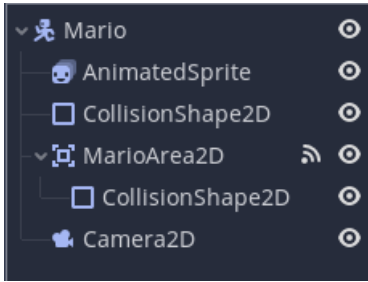 Mario
AnimatedSprite
CollisionShape2D
MarioArea2D
CollisionShape2D
Camera2D